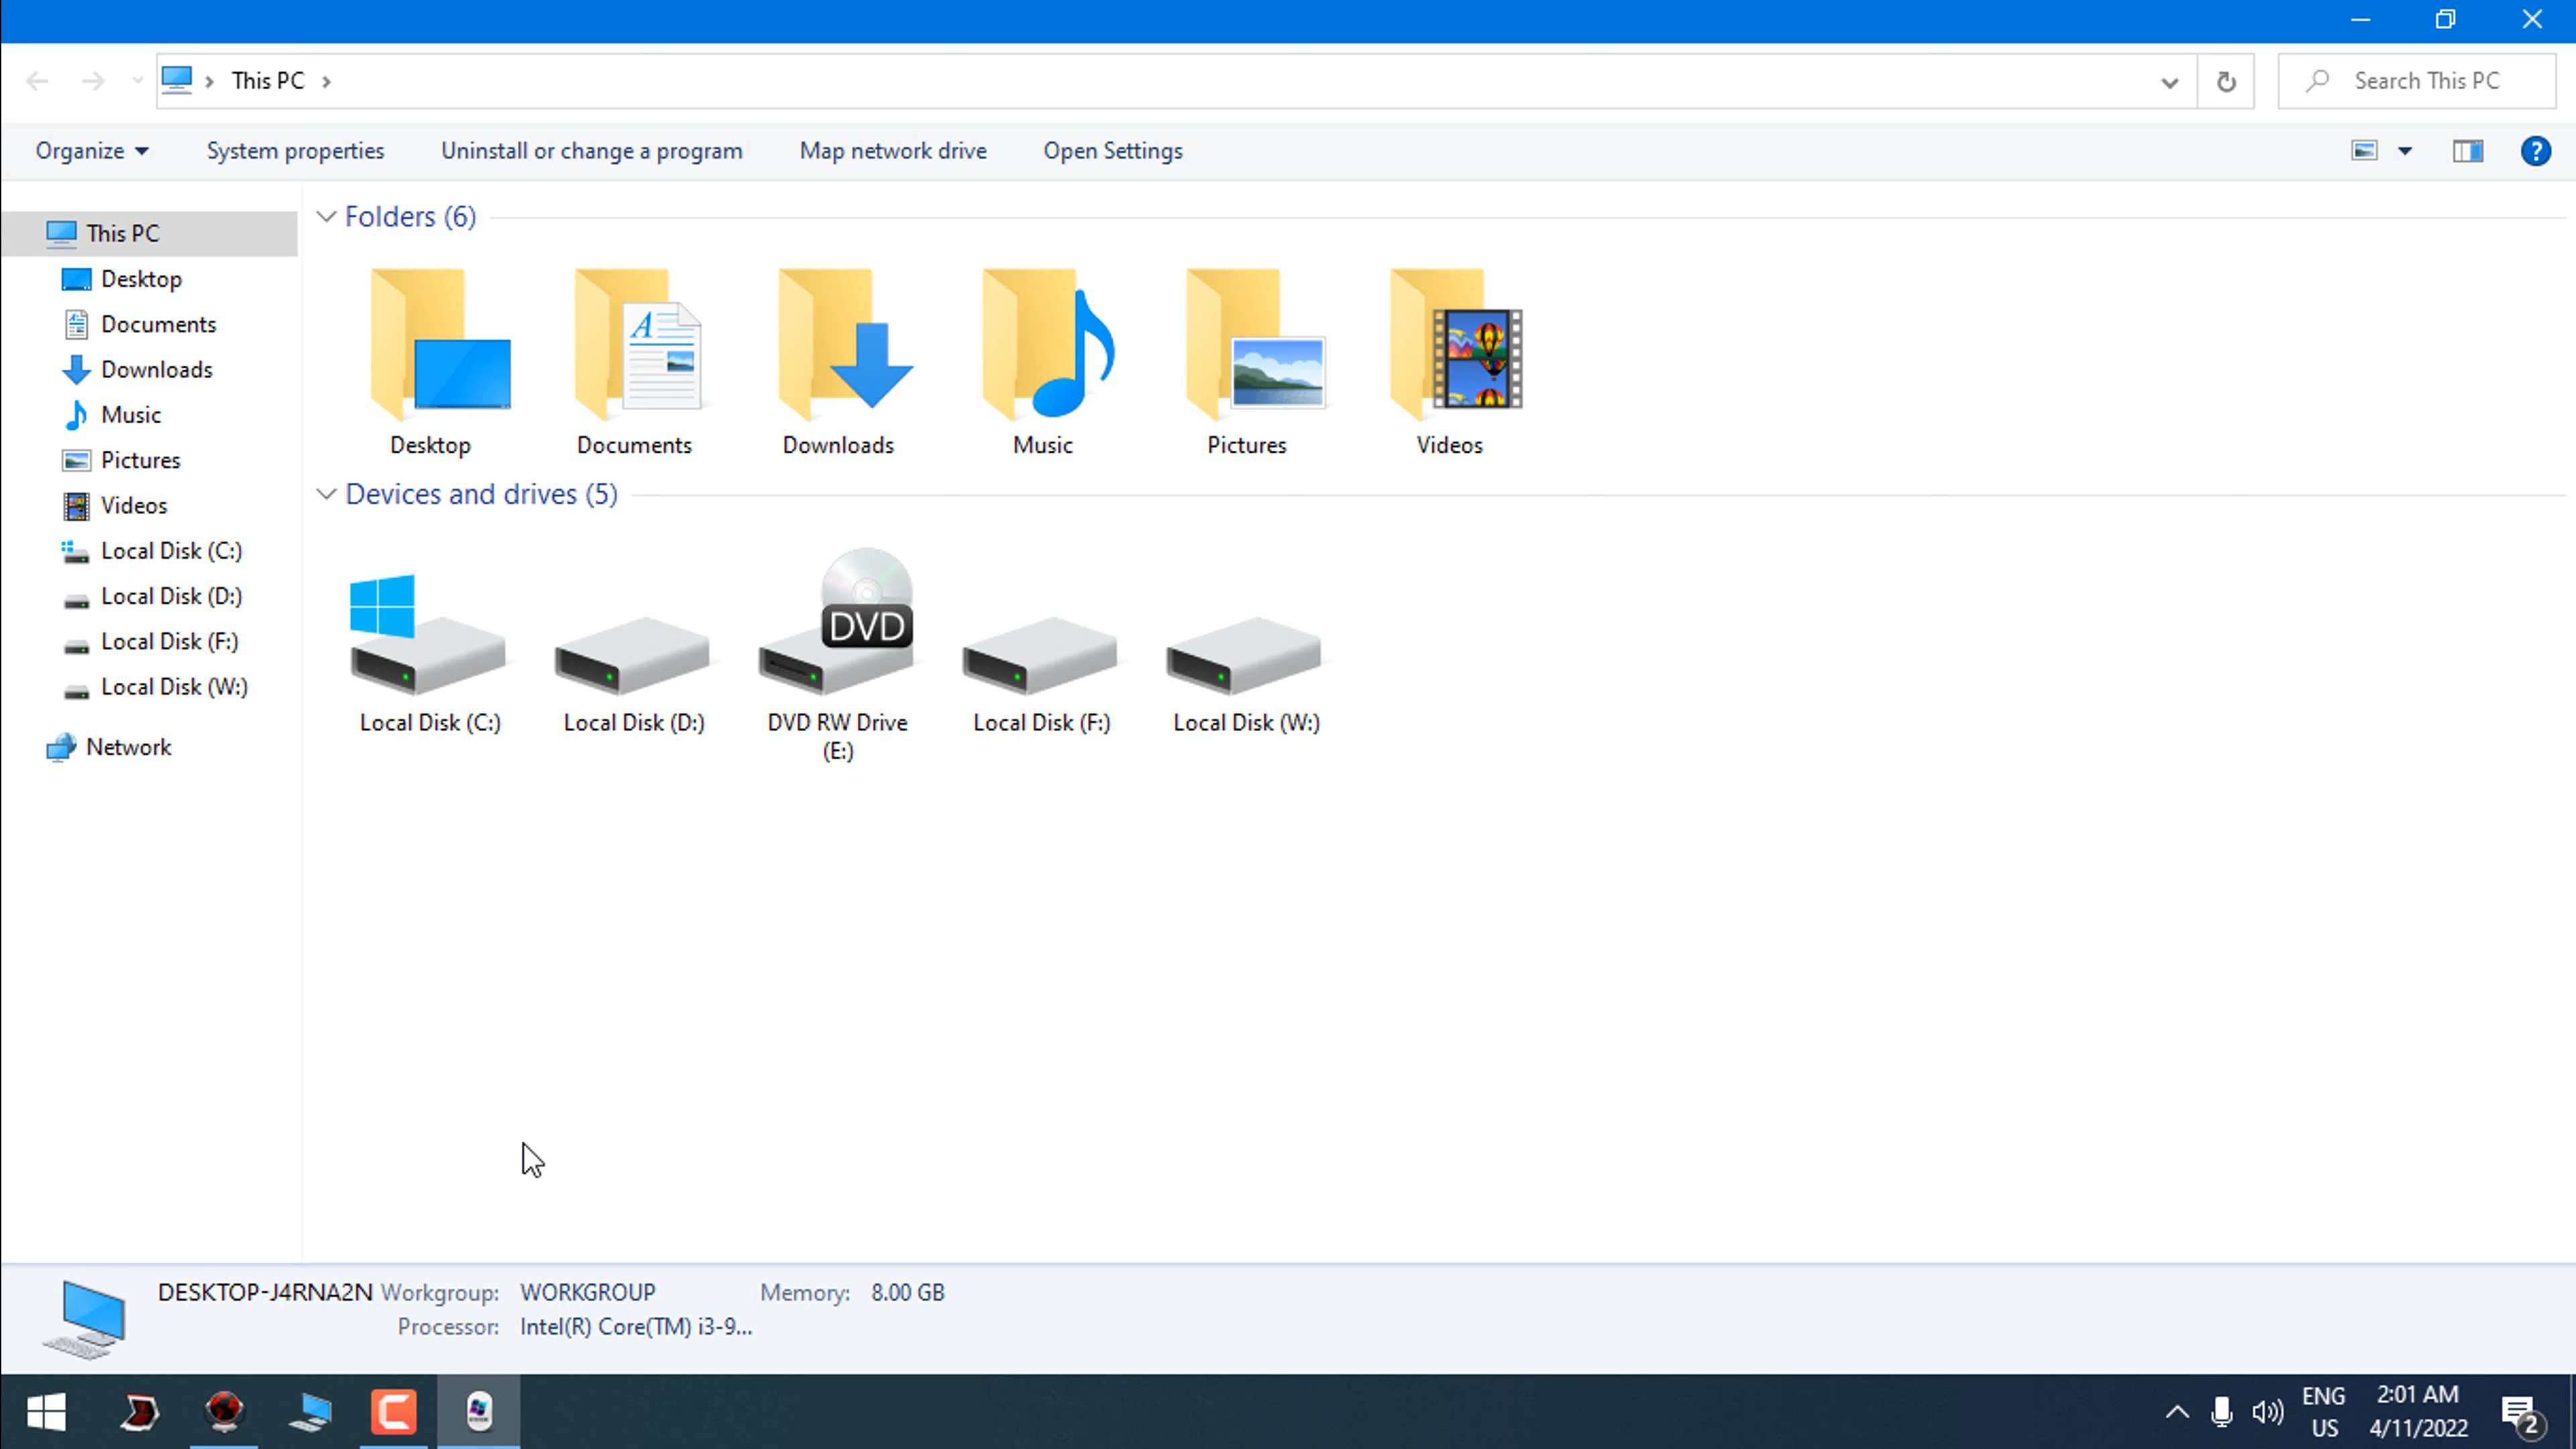 This PC
Search This PC
Organize
System properties
Uninstall or change a program
Map network drive
Open Settings
?
This PC
Desktop
Documents
Downloads
Music
Pictures
Videos
Local Disk (C:)
Local Disk (D:)
Local Disk (F:)
Local Disk (W:)
Network
Folders (6)
A
Desktop
Documents
Downloads
Music
Pictures
Videos
Devices and drives (5)
DVD
Local Disk (C:)
Local Disk (D:)
DVD RW Drive
(E:)
Local Disk (F:)
Local Disk (W:)
DESKTOP-J4RNA2N Workgroup: WORKGROUP Memory: 8.00 GB
Processor: Intel(R) Core(TM) i3-9...
ENG
US
2:01 AM
4/11/2022
2